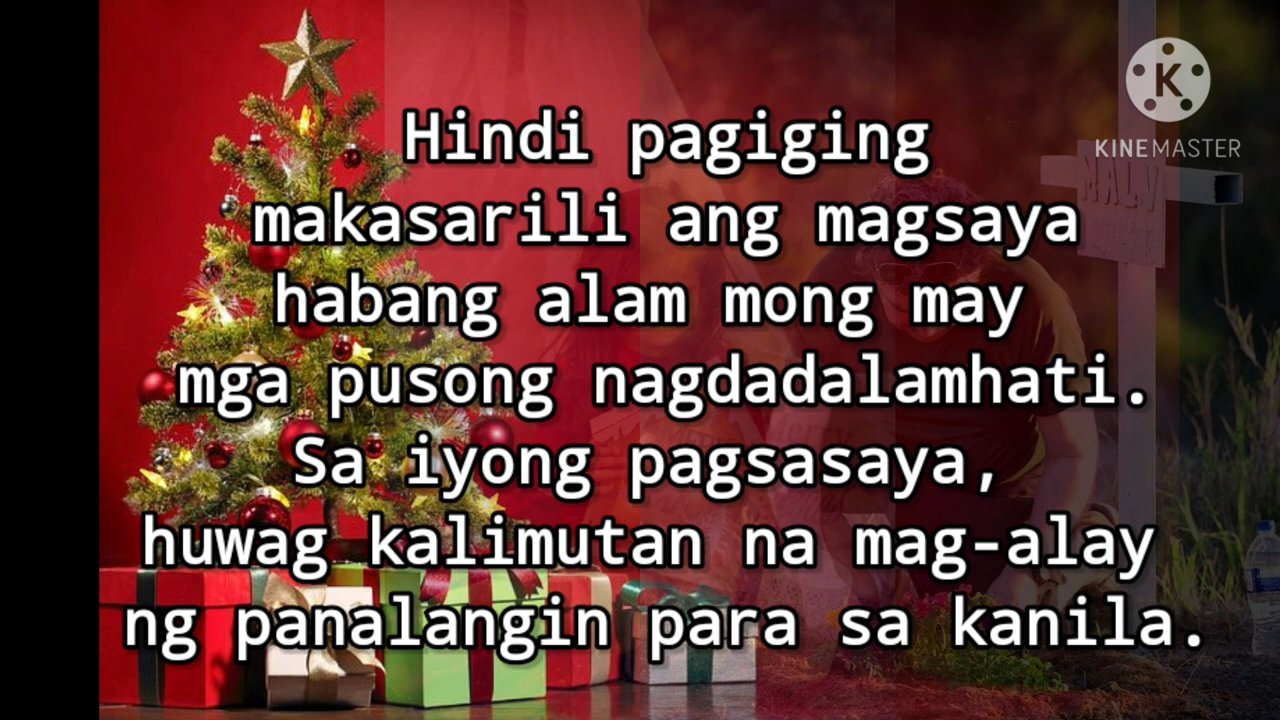 Hindi pagiging
makasarili ang magsaya
habang alam mong may
mga pusong nagdadalamhati.
Sa iyong pagsasaya,
huwag kalimutan na mag-alay
ng panalangin para sa kanila.
K
KINEMASTER